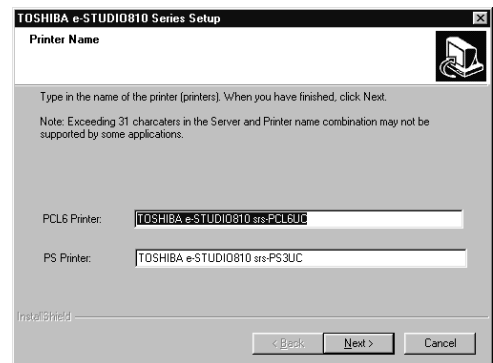 TOSHIBA e-STUDIO810 Series Setup
Printer Name
Type in the name of the printer (printers). When you have finished, click Next.
Note: Exceeding 31 charcaters in the Server and Printer name combination may not be
supported by some applications.
PCL6 Printer: TOSHIBA e-STUDIO810 srs-PCL6UC
PS Printer: TOSHIBA e-STUDIO810 srs-PS3UC
InstallShield
< Back Next > Cancel